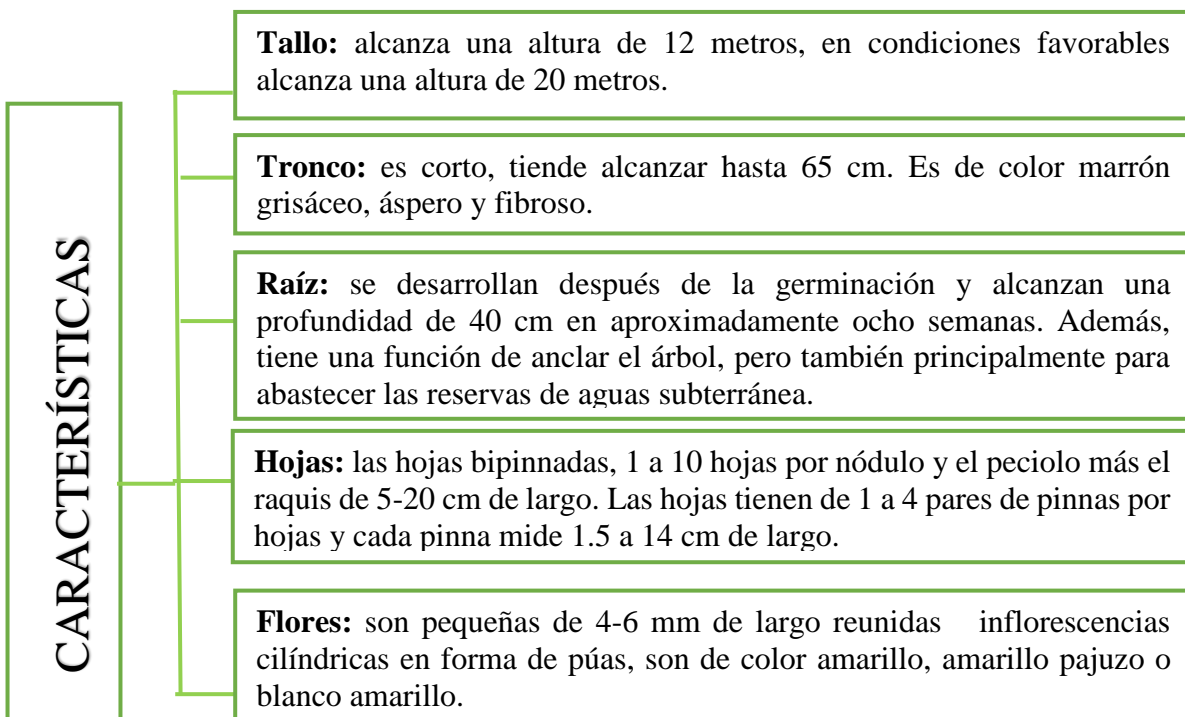 CARACTERÍSTICAS
Tallo: alcanza una altura de 12 metros, en condiciones favorables
alcanza una altura de 20 metros.
Tronco: es corto, tiende alcanzar hasta 65 cm. Es de color marrón
grisáceo, áspero y fibroso.
Raíz: se desarrollan después de la germinación y alcanzan una
profundidad de 40 cm en aproximadamente ocho semanas. Además,
tiene una función de anclar el árbol, pero también principalmente para
abastecer las reservas de aguas subterránea.
Hojas: las hojas bipinnadas, 1 a 10 hojas por nódulo y el peciolo más el
raquis de 5-20 cm de largo. Las hojas tienen de 1 a 4 pares de pinnas por
hojas y cada pinna mide 1.5 a 14 cm de largo.
Flores: son pequeñas de 4-6 mm de largo reunidas inflorescencias
cilíndricas en forma de púas, son de color amarillo, amarillo pajuzo o
blanco amarillo.